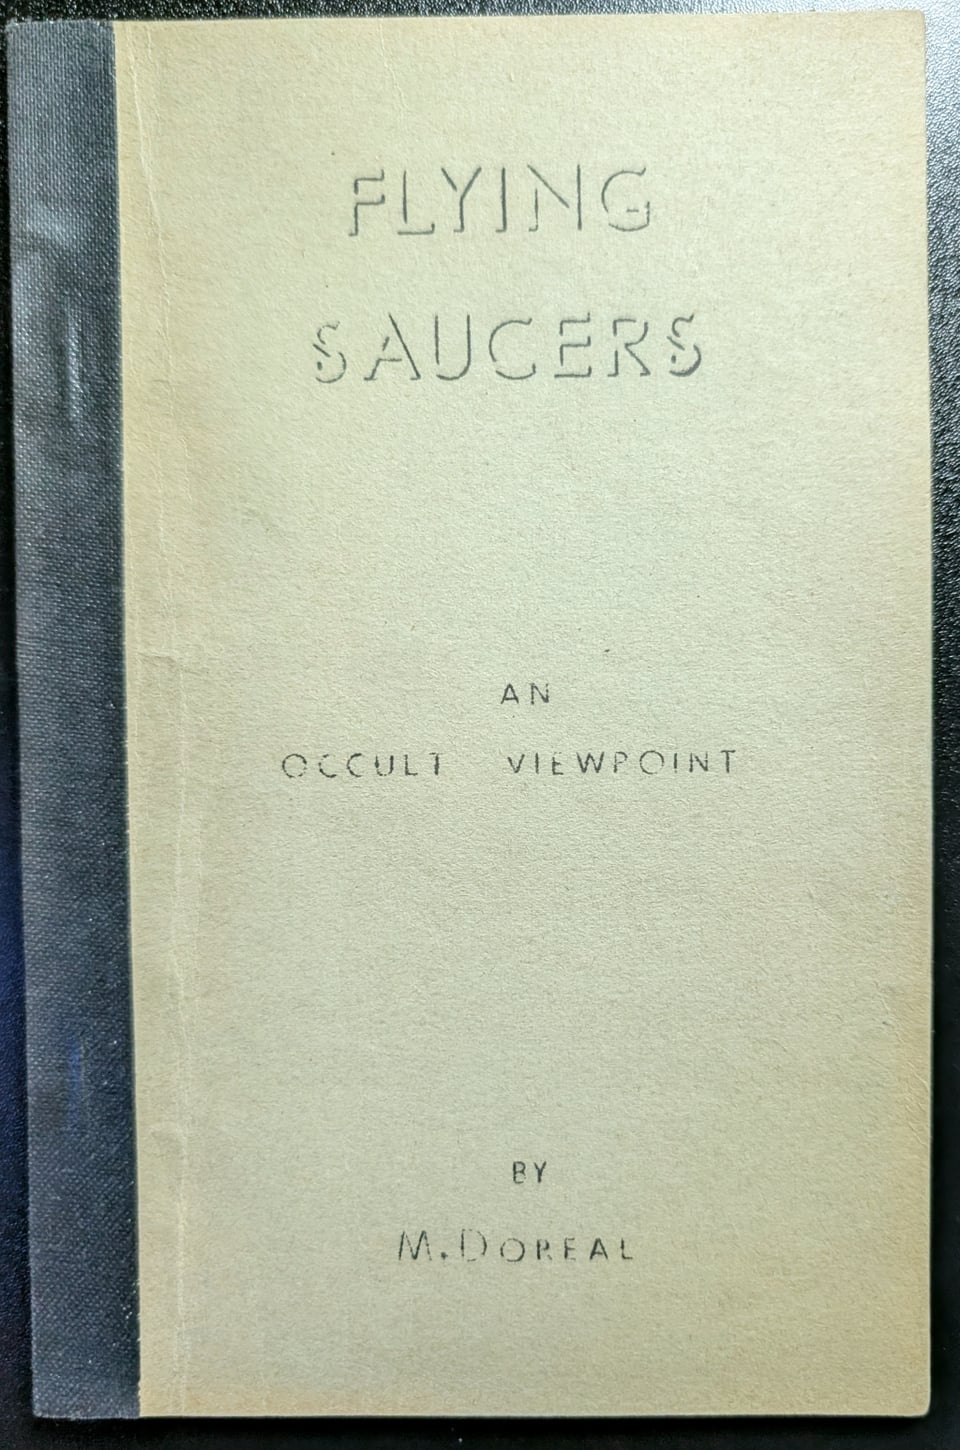 FLYING
SAUCERS
AN
OCCULT VIEWPOINT
BY
M. DOREAL